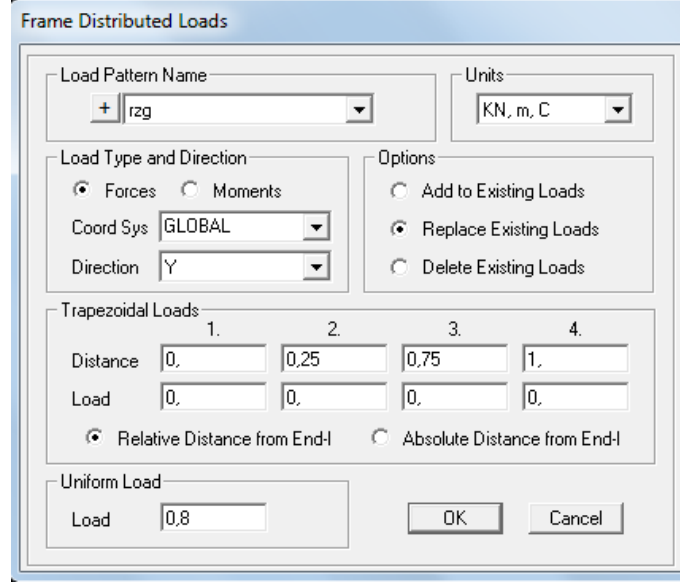 Frame Distributed Loads
Load Pattern Name
+ rzg
Units
KN, m, C
Load Type and Direction
Forces Moments
Coord Sys GLOBAL
Direction Y
Options
Add to Existing Loads
Replace Existing Loads
Delete Existing Loads
Trapezoidal Loads
1. 2. 3. 4.
Distance 0, 0,25 0,75 1,
Load 0, 0, 0, 0,
Relative Distance from End-I Absolute Distance from End-I
Uniform Load
Load 0,8
OK Cancel